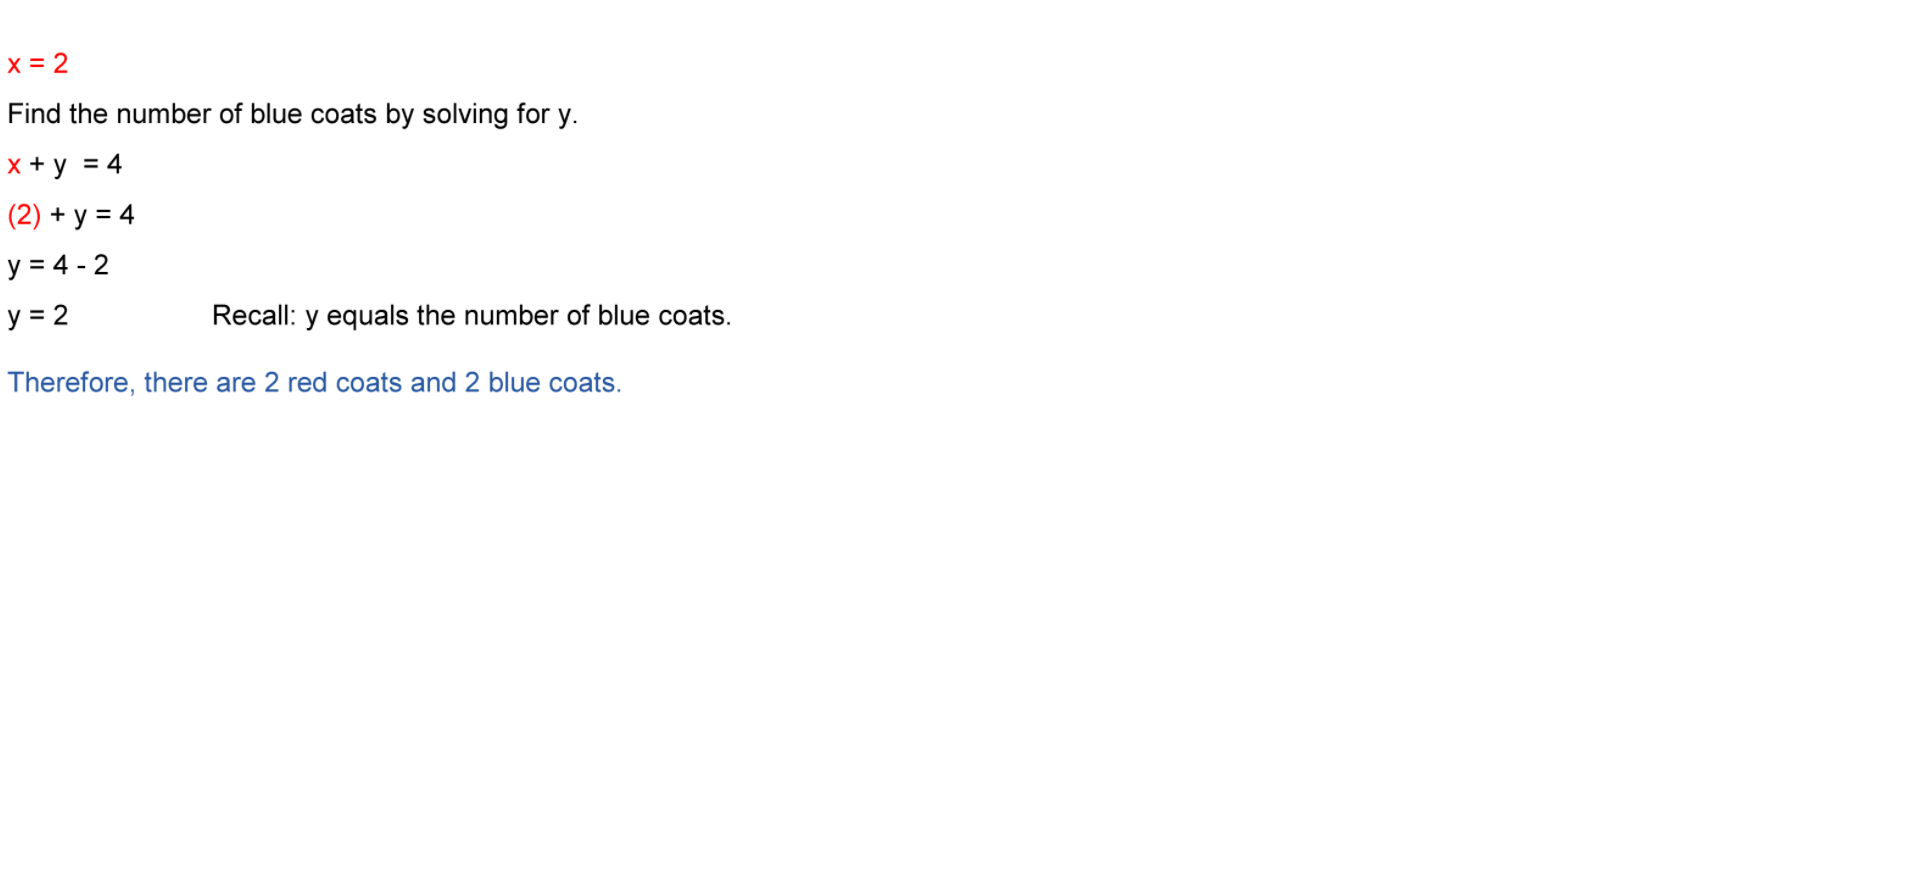 x = 2
Find the number of blue coats by solving for y.
x + y  = 4
(2) + y = 4
y = 4 - 2
y = 2 Recall: y equals the number of blue coats.
Therefore, there are 2 red coats and 2 blue coats.